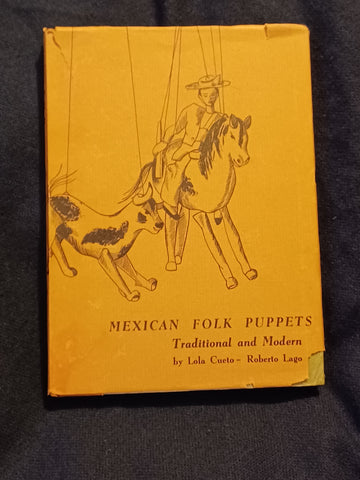 MEXICAN FOLK PUPPETS
Traditional and Modern
by Lola Cueto - Roberto Lago